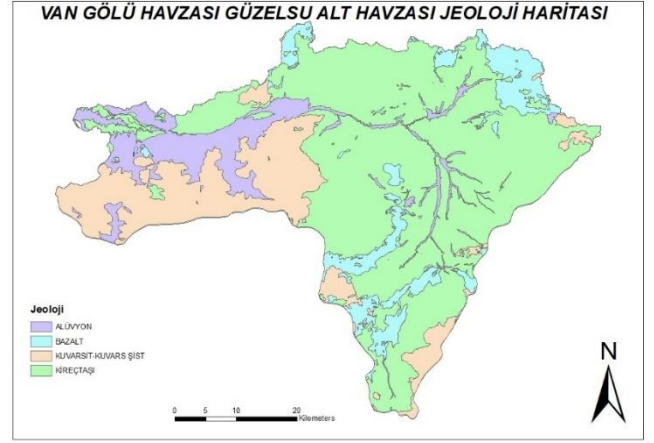 VAN GÖLÜ HAVZASI GÜZELSU ALT HAVZASI JEOLOJİ HARİTASI
Jeoloji
ALÜVYON
BAZALT
KUVARSİT-KUVARS ŞİST
KİREÇTAŞI
0 5 10 20
Kilometers
N